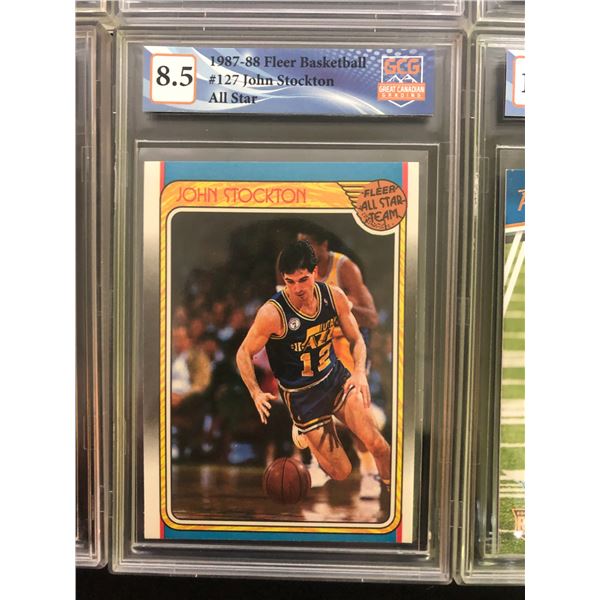 8.5
1987-88 Fleer Basketball
#127 John Stockton
All Star
GCG
GREAT CANADIAN
GRADING
JOHN STOCKTON
FLEER
ALL STAR
TEAM
JAZZ
12